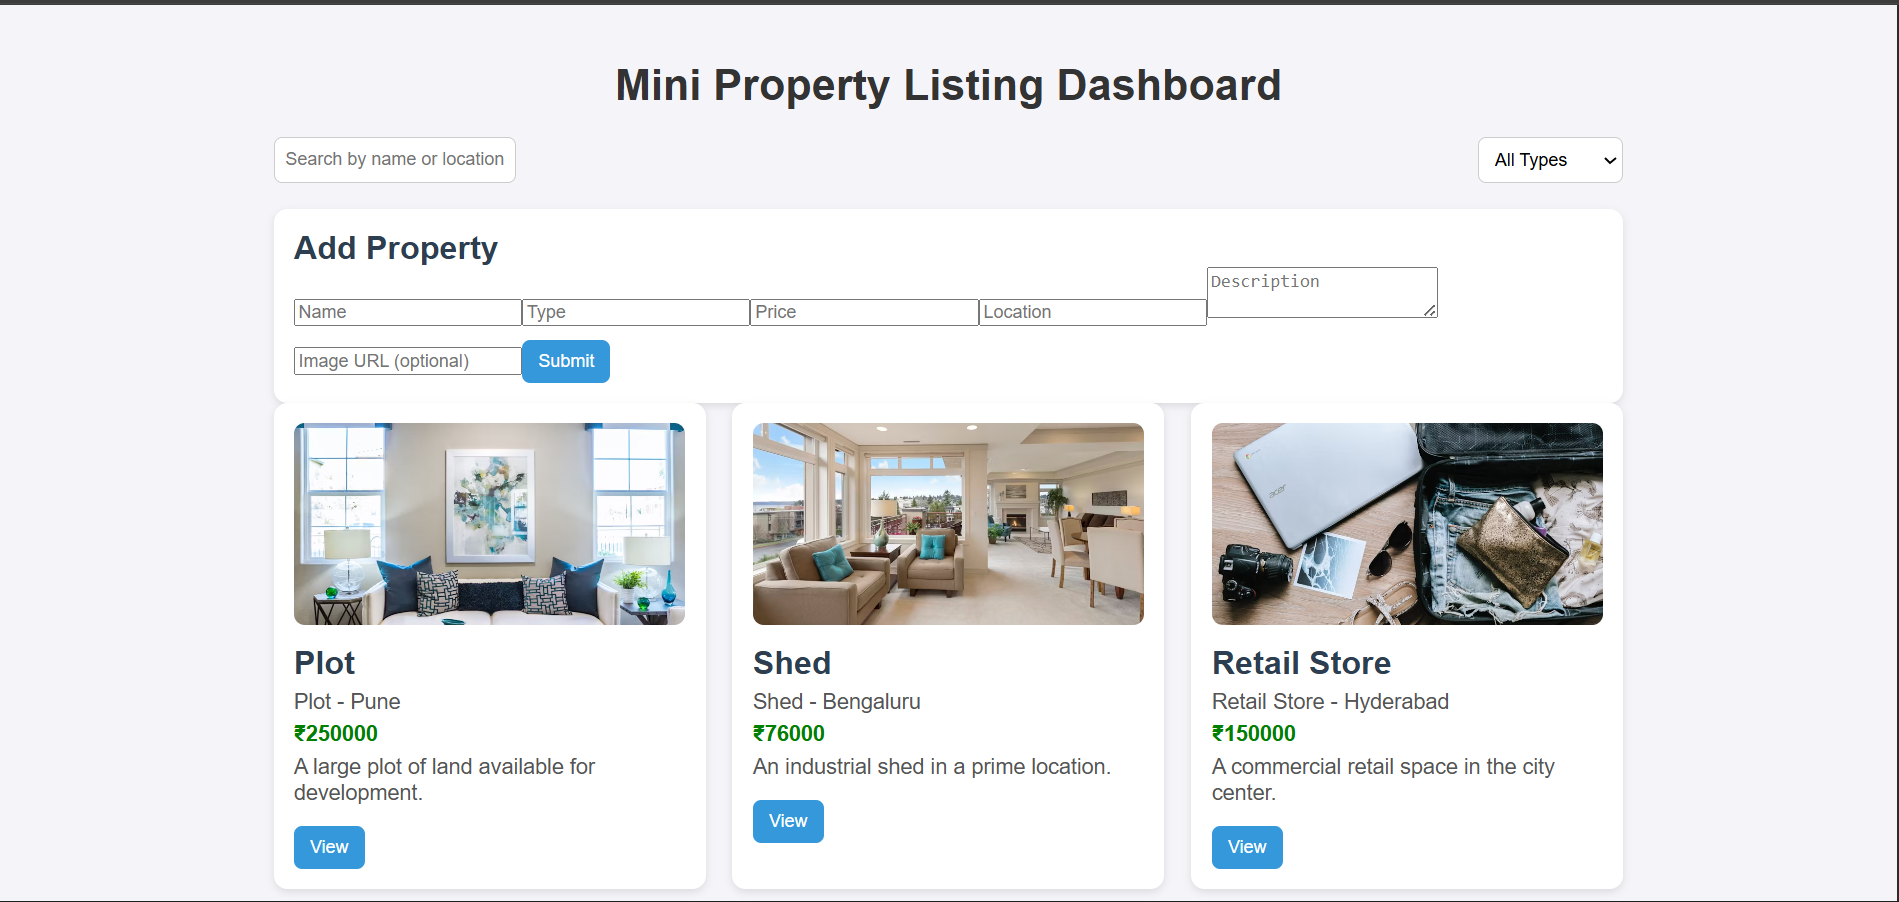 Mini Property Listing Dashboard
Search by name or location
All Types
Add Property
Description
Name
Type
Price
Location
Image URL (optional)
Submit
acer
Plot
Plot - Pune
₹250000
A large plot of land available for
development.
View
Shed
Shed - Bengaluru
₹76000
An industrial shed in a prime location.
View
Retail Store
Retail Store - Hyderabad
₹150000
A commercial retail space in the city
center.
View